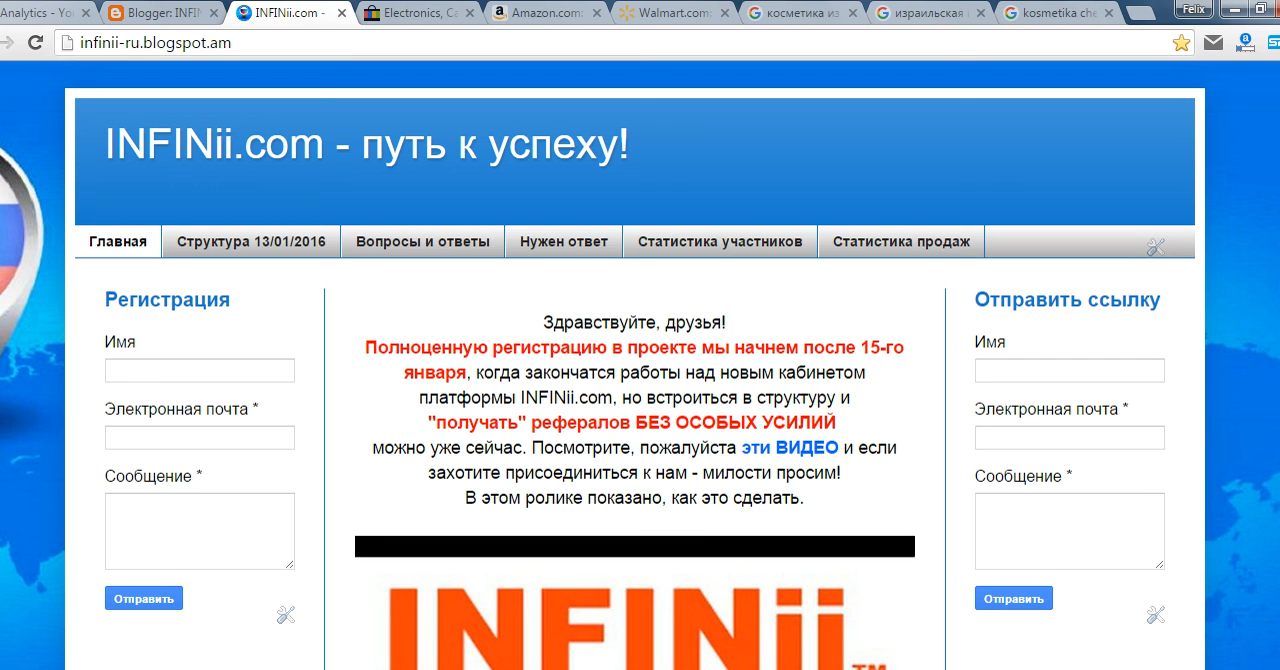 Analytics - Yo
Blogger: INFIN
INFINii.com -
Electronics, Ca
Amazon.com:
Walmart.com:
косметика из
израильская
kosmetika che
Felix
infinii-ru.blogspot.am
INFINii.com - путь к успеху!
Главная
Структура 13/01/2016
Вопросы и ответы
Нужен ответ
Статистика участников
Статистика продаж
Регистрация
Имя
Электронная почта *
Сообщение *
Отправить
Здравствуйте, друзья!
Полноценную регистрацию в проекте мы начнем после 15-го
января, когда закончатся работы над новым кабинетом
платформы INFINii.com, но встроиться в структуру и
"получать" рефералов БЕЗ ОСОБЫХ УСИЛИЙ
можно уже сейчас. Посмотрите, пожалуйста эти ВИДЕО и если
захотите присоединиться к нам - милости просим!
В этом ролике показано, как это сделать.
INFINii™
Отправить ссылку
Имя
Электронная почта *
Сообщение *
Отправить